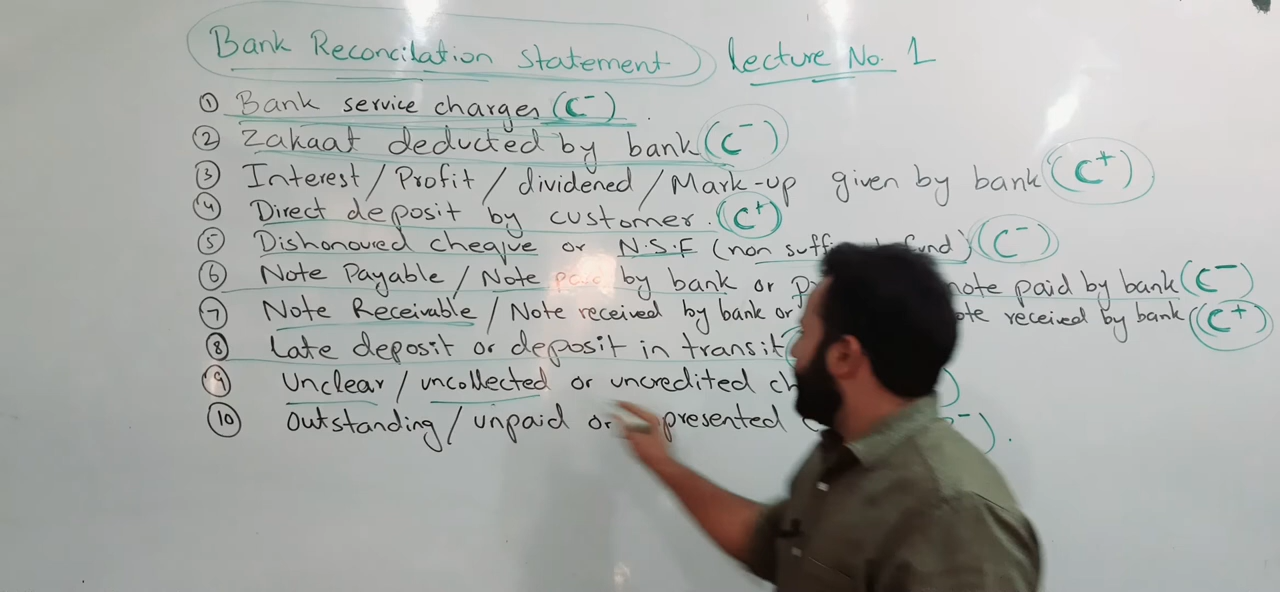 Bank Reconcilation Statement lecture No. 1
① Bank service charges (C⁻).
② Zakaat deducted by bank (C⁻)
③ Interest / Profit / dividened / Mark-up given by bank (C⁺)
④ Direct deposit by customer. (C⁺)
⑤ Dishonoured cheqve or N.S.F (non fund) (C⁻)
⑥ Note Payable / Note paid by bank or note paid by bank (C⁻)
⑦ Note Receivable / Note received by bank or received by bank (C⁺)
⑧ Late deposit or deposit in transit
⑨ Unclear / uncollected or uncredited
⑩ Outstanding / unpaid or presented